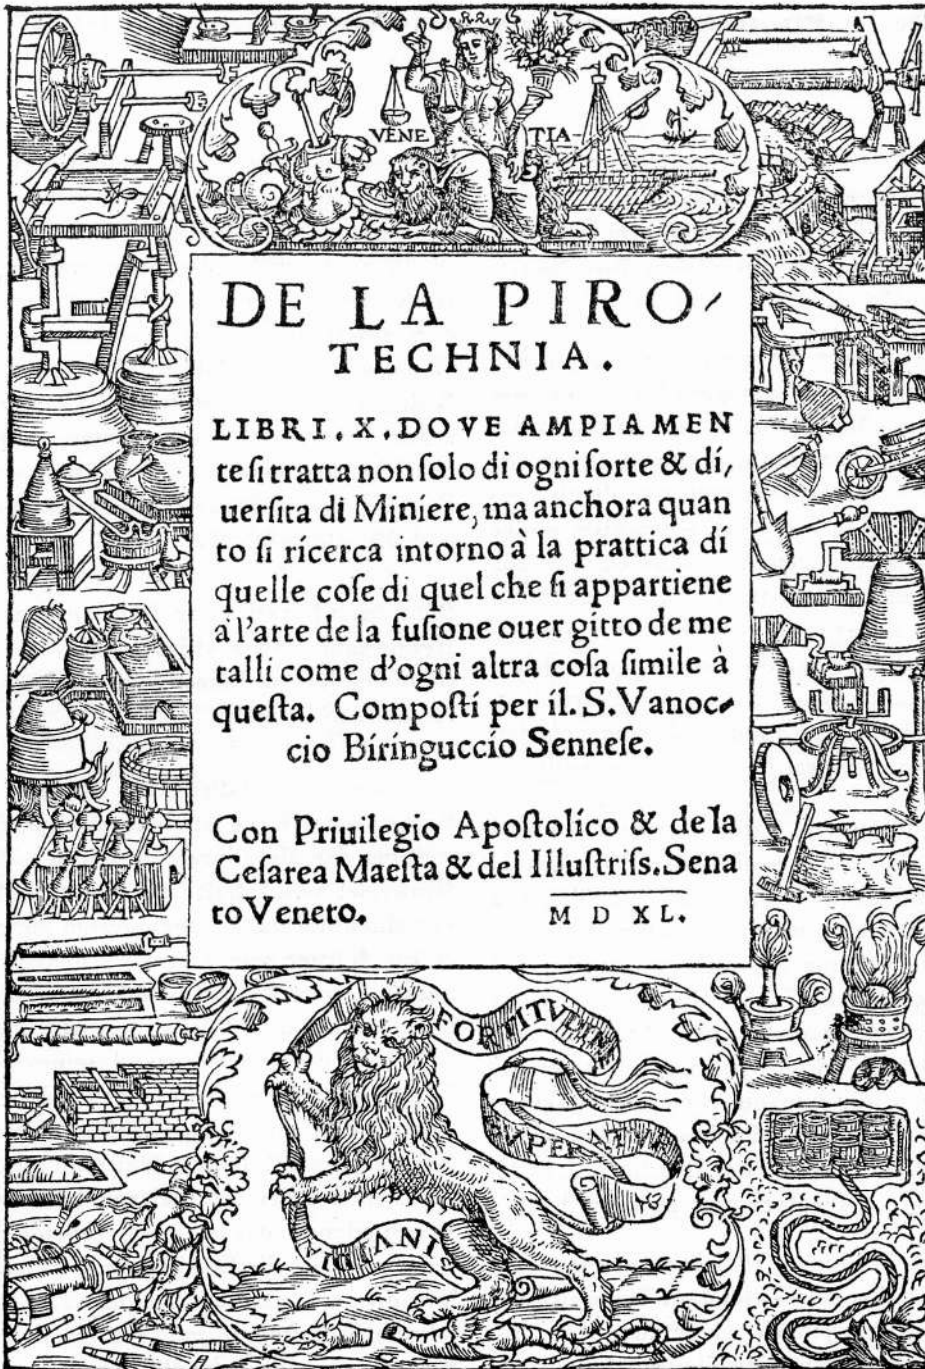 VENE TIA
DE LA PIRO⸗
TECHNIA.
LIBRI. X. DOVE AMPIAMEN
te ſi tratta non ſolo di ogni ſorte & di⸗
uerſita di Miniere, ma anchora quan
to ſi ricerca intorno à la prattica di
quelle coſe di quel che ſi appartiene
a l'arte de la fuſione ouer gitto de me
talli come d'ogni altra coſa ſimile à
queſta. Compoſti per il. S. Vanoc⸗
cio Biringuccio Senneſe.
Con Priuilegio Apoſtolico & de la
Ceſarea Maeſta & del Illuſtriſs. Sena
to Veneto.
M D XL.
FORTITVDINE